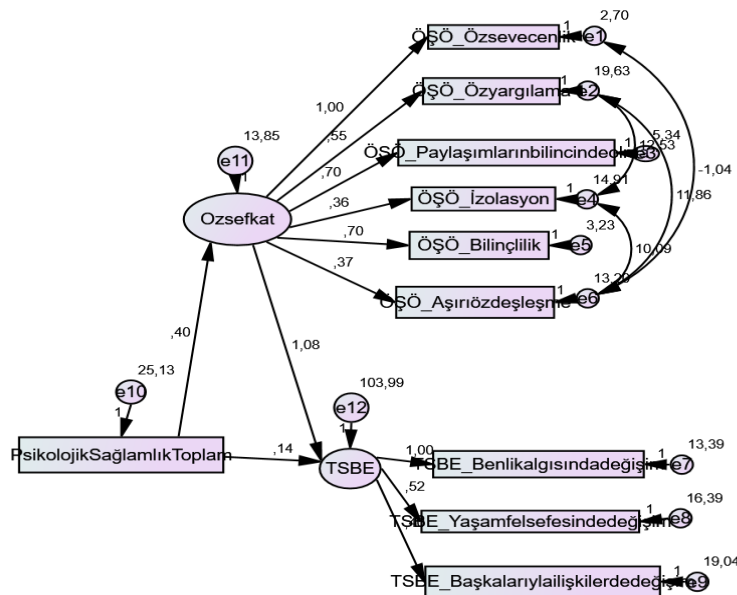 2,70
ÖŞÖ_Özsevecenlik
1
e1
19,63
1,00
ÖŞÖ_Özyargılama
1
e2
,55
13,85
e11
1
5,34
12,53
,70
1
e3
-1,04
14,91
11,86
Ozsefkat
,36
ÖŞÖ_İzolasyon
1
e4
,70
3,23
ÖŞÖ_Bilinçlilik
1
e5
10,09
,37
13,20
ÖŞÖ_Aşırıözdeşleşme
1
e6
,40
1,08
25,13
e10
1
103,99
e12
1
PsikolojikSağlamlıkToplam
,14
TSBE
1,00
13,39
TSBE_Benlikalgısındadeğişim
1
e7
,52
16,39
TSBE_Yaşamfelsefesindedeğişim
1
e8
19,04
TSBE_Başkalarıylailişkilerdedeğişim
1
e9